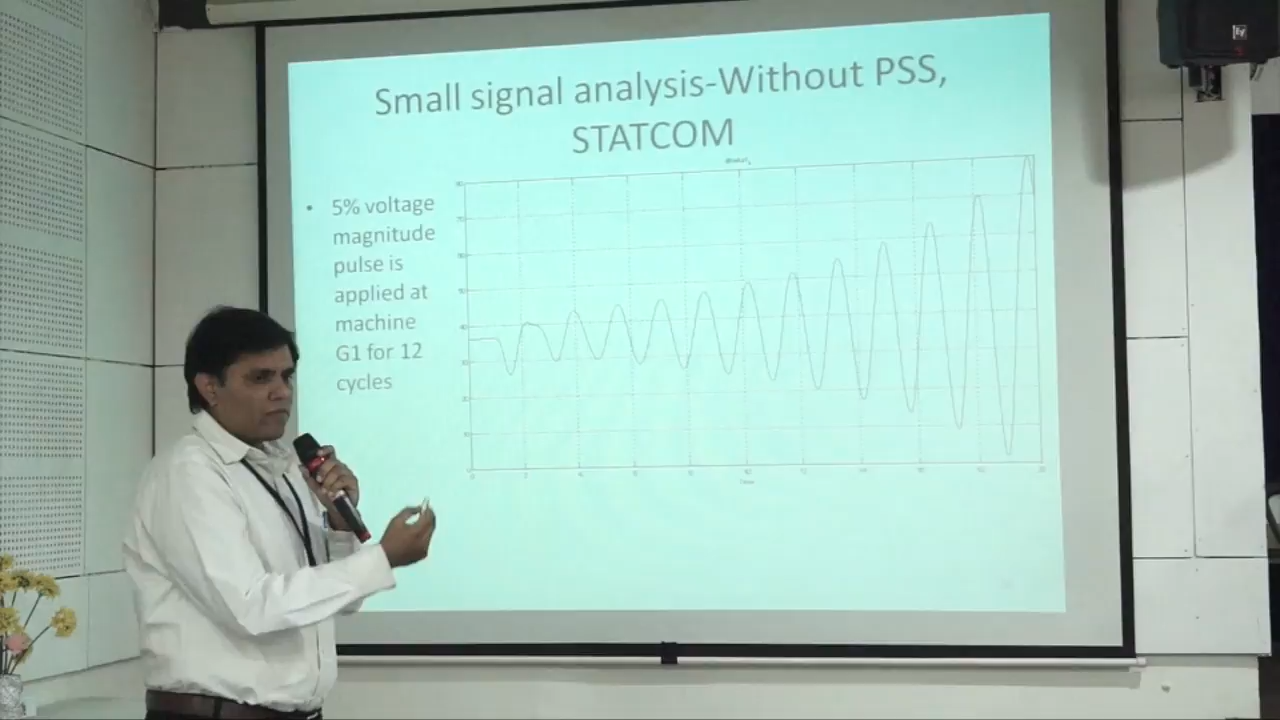 Small signal analysis-Without PSS,
STATCOM
• 5% voltage
magnitude
pulse is
applied at
machine
G1 for 12
cycles